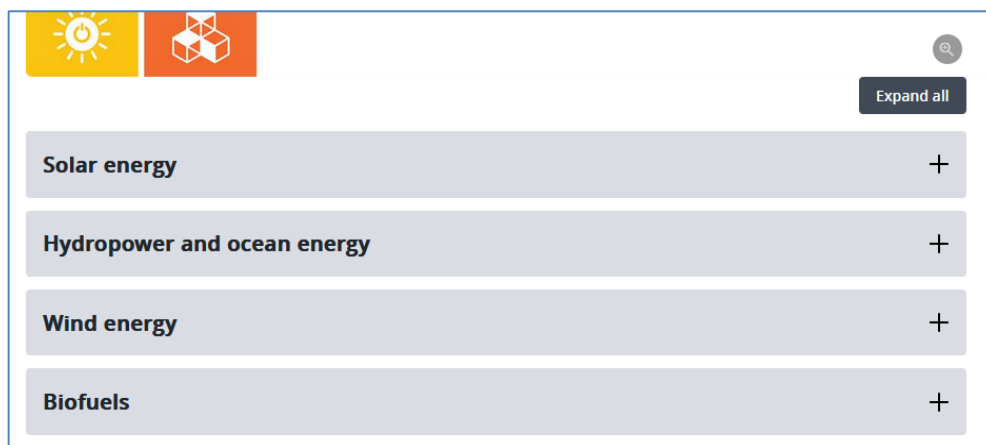 Expand all
Solar energy
Hydropower and ocean energy
Wind energy
Biofuels